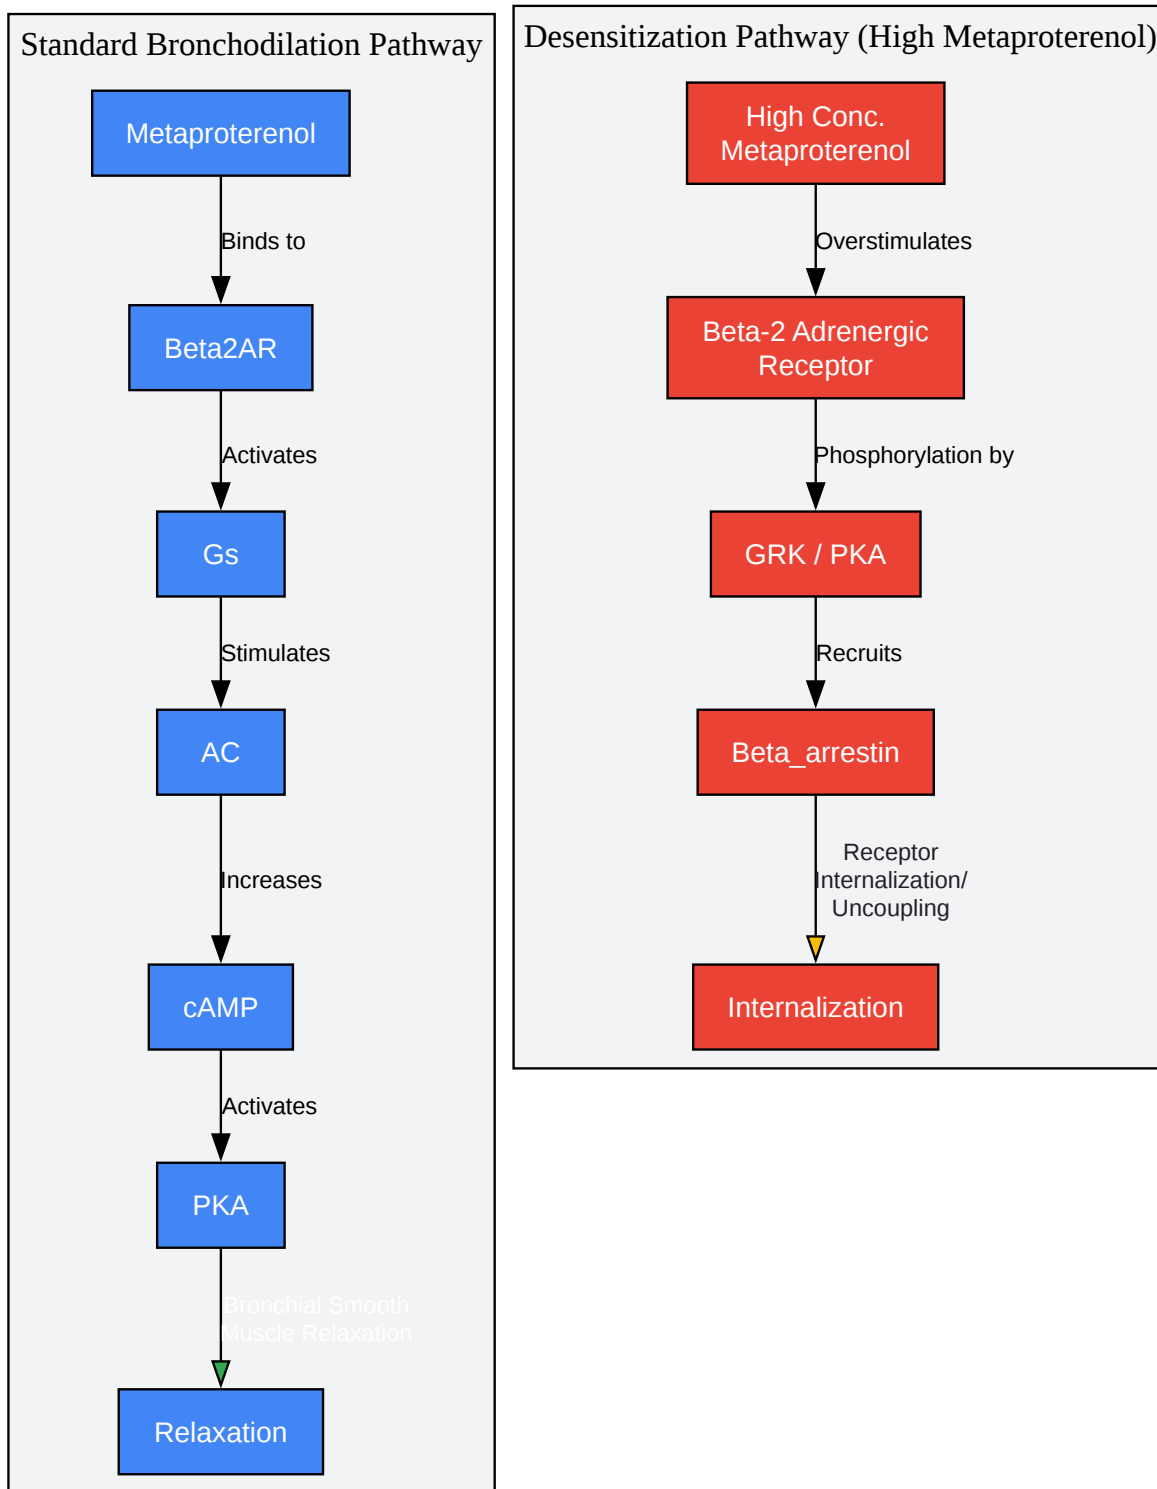 Standard Bronchodilation Pathway
Metaproterenol
Binds to
Beta2AR
Activates
Gs
Stimulates
AC
Increases
cAMP
Activates
PKA
Bronchial Smooth
Muscle Relaxation
Relaxation
Desensitization Pathway (High Metaproterenol)
High Conc.
Metaproterenol
Overstimulates
Beta-2 Adrenergic
Receptor
Phosphorylation by
GRK / PKA
Recruits
Beta_arrestin
Receptor
Internalization/
Uncoupling
Internalization